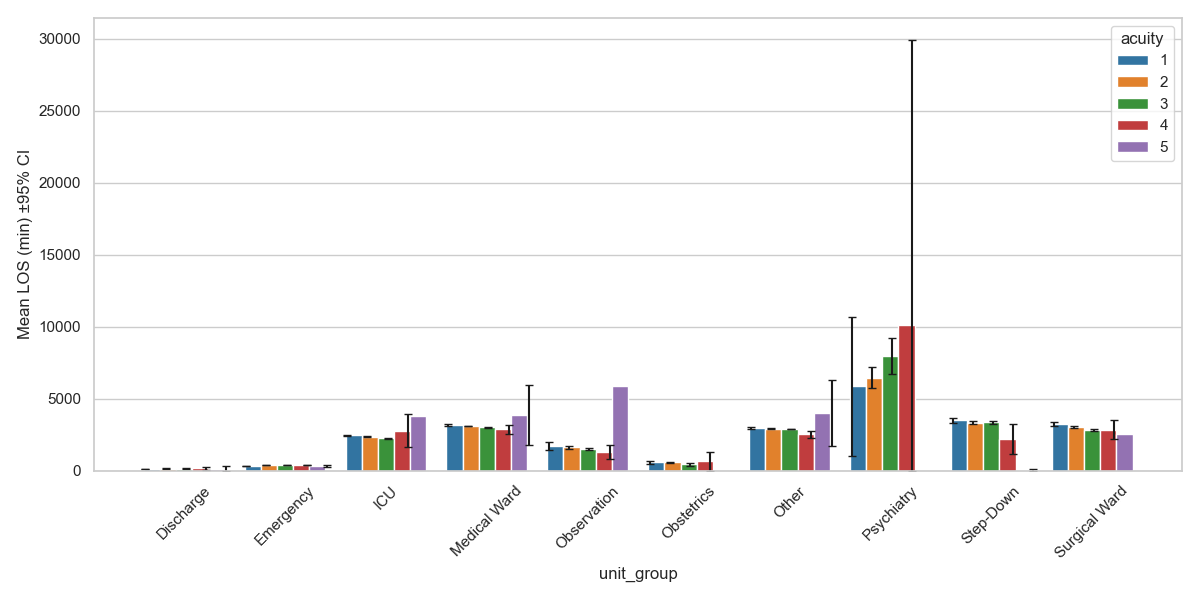 acuity
1
2
3
4
5
Mean LOS (min) ±95% CI
30000
25000
20000
15000
10000
5000
0
Discharge
Emergency
ICU
Medical Ward
Observation
Obstetrics
Other
Psychiatry
Step-Down
Surgical Ward
unit_group